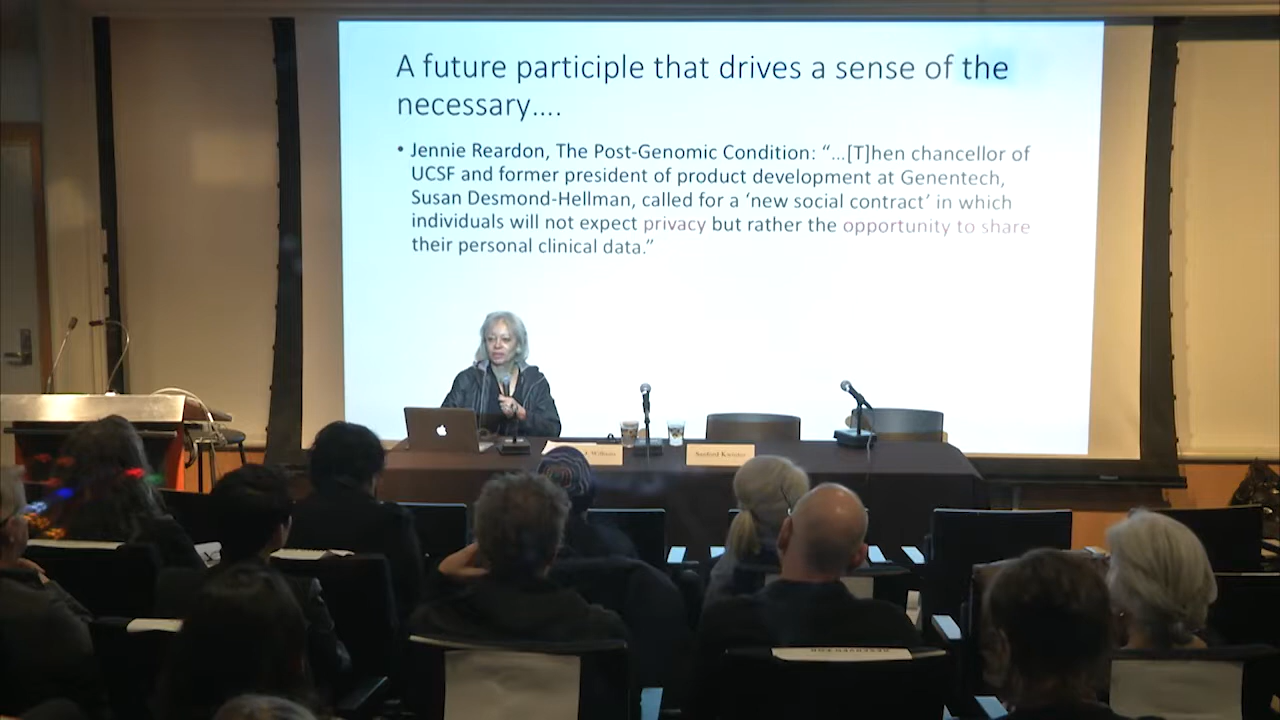 A future participle that drives a sense of the
necessary....
• Jennie Reardon, The Post-Genomic Condition: “...[T]hen chancellor of
UCSF and former president of product development at Genentech,
Susan Desmond-Hellman, called for a ‘new social contract’ in which
individuals will not expect privacy but rather the opportunity to share
their personal clinical data.”
Williams
Sanford Kwinter